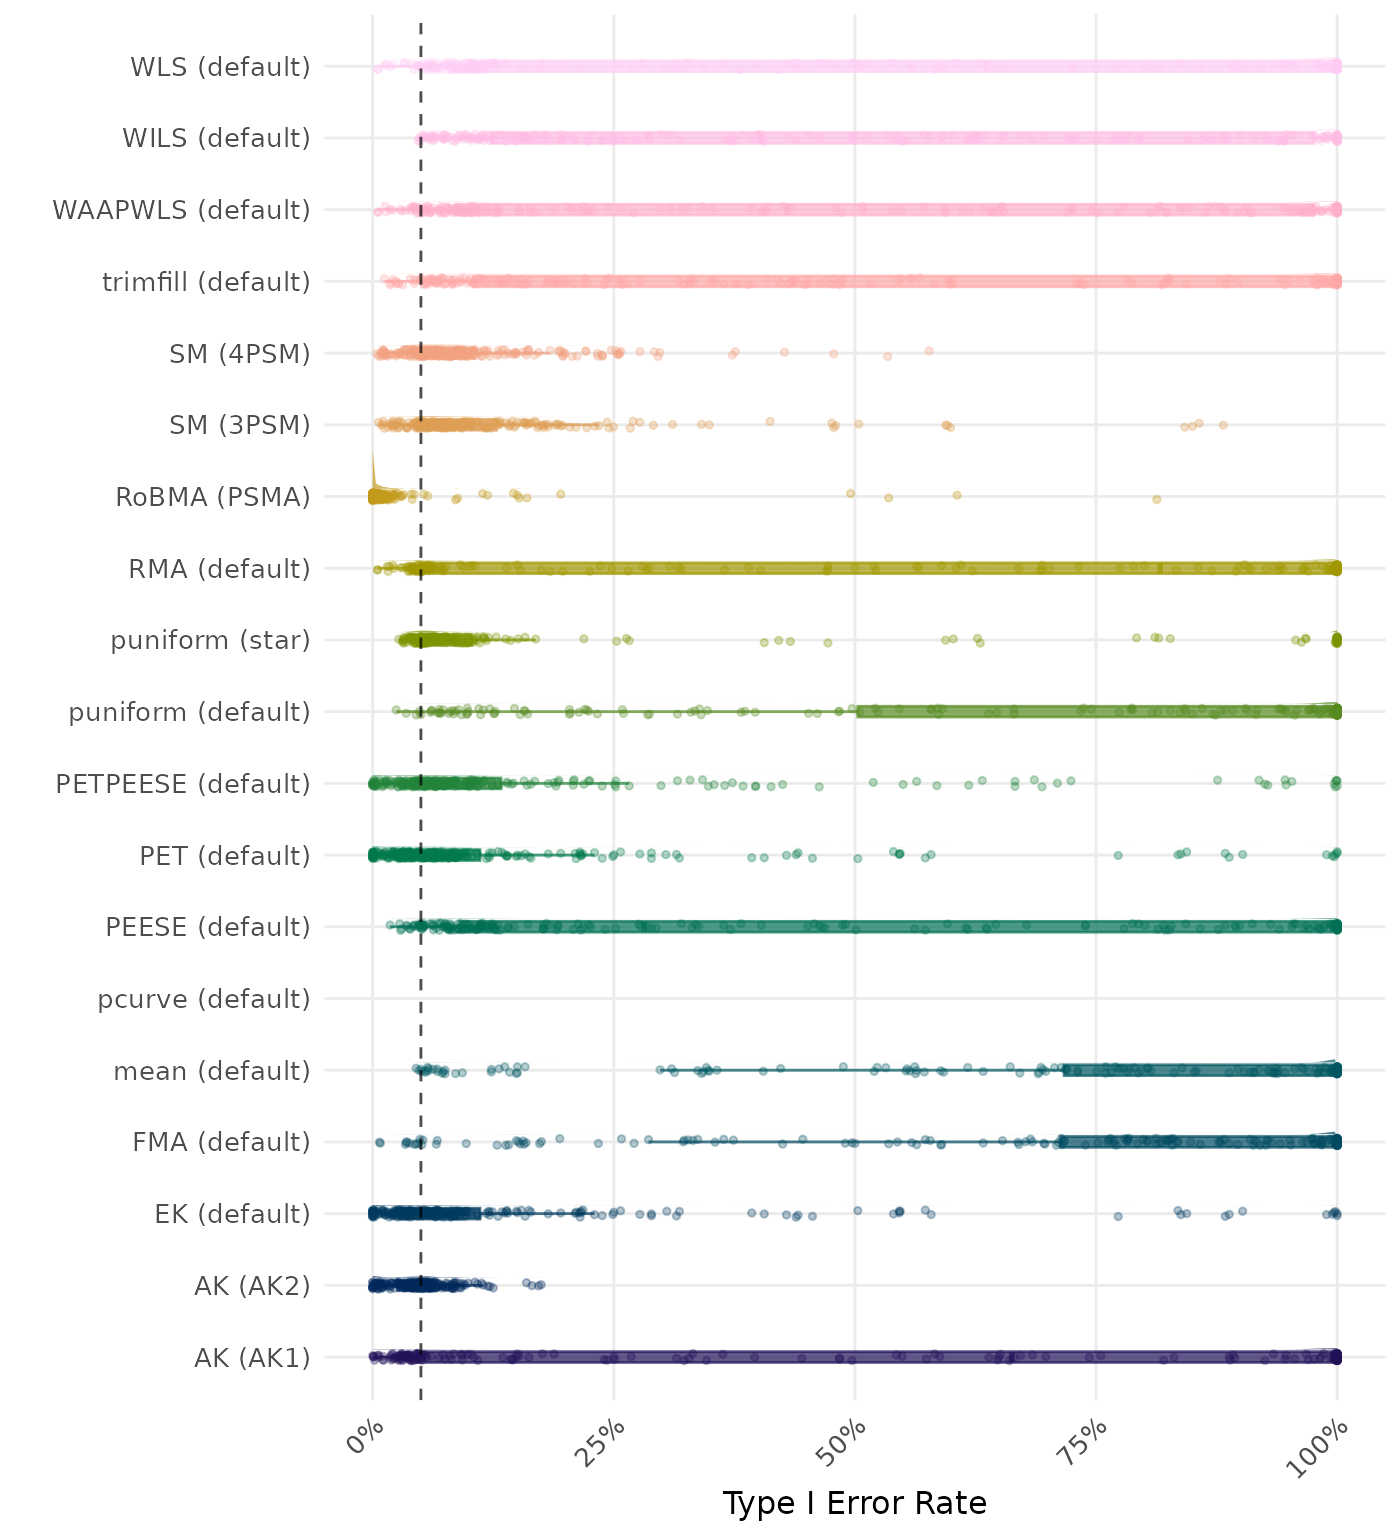 WLS (default)
WILS (default)
WAAPWLS (default)
trimfill (default)
SM (4PSM)
SM (3PSM)
RoBMA (PSMA)
RMA (default)
puniform (star)
puniform (default)
PETPEESE (default)
PET (default)
PEESE (default)
pcurve (default)
mean (default)
FMA (default)
EK (default)
AK (AK2)
AK (AK1)
0%
25%
50%
75%
100%
Type I Error Rate